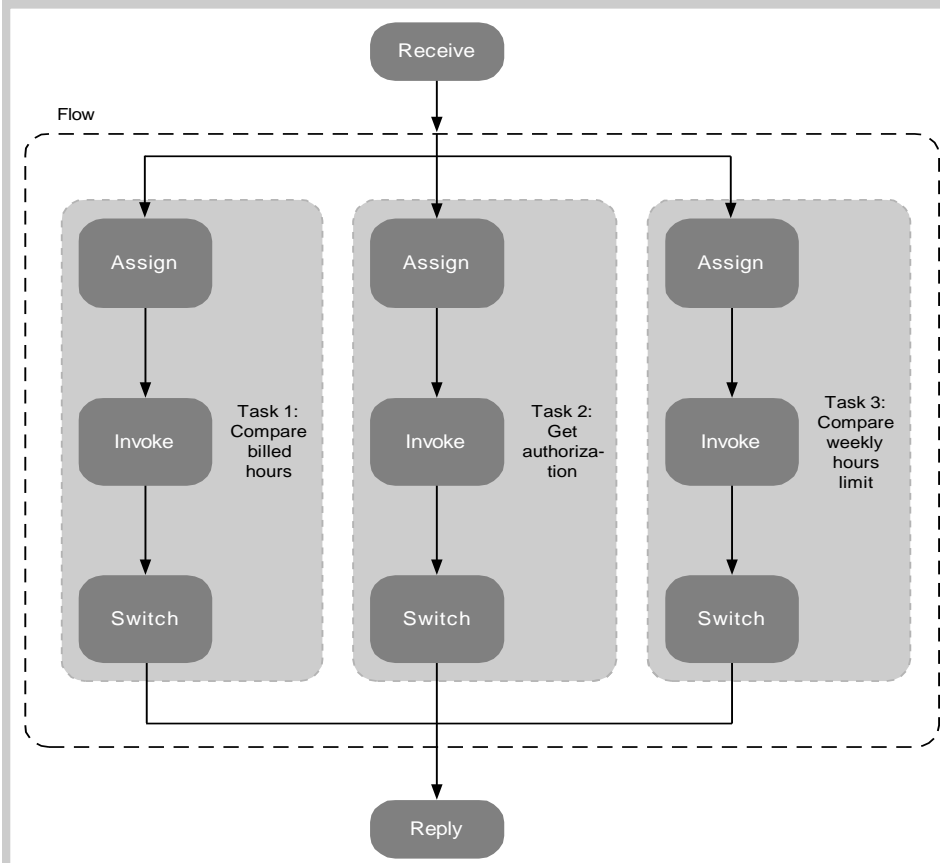 Receive
Flow
Assign
Assign
Assign
Invoke
Task 1:
Compare
billed
hours
Invoke
Task 2:
Get
authoriza-
tion
Invoke
Task 3:
Compare
weekly
hours
limit
Switch
Switch
Switch
Reply